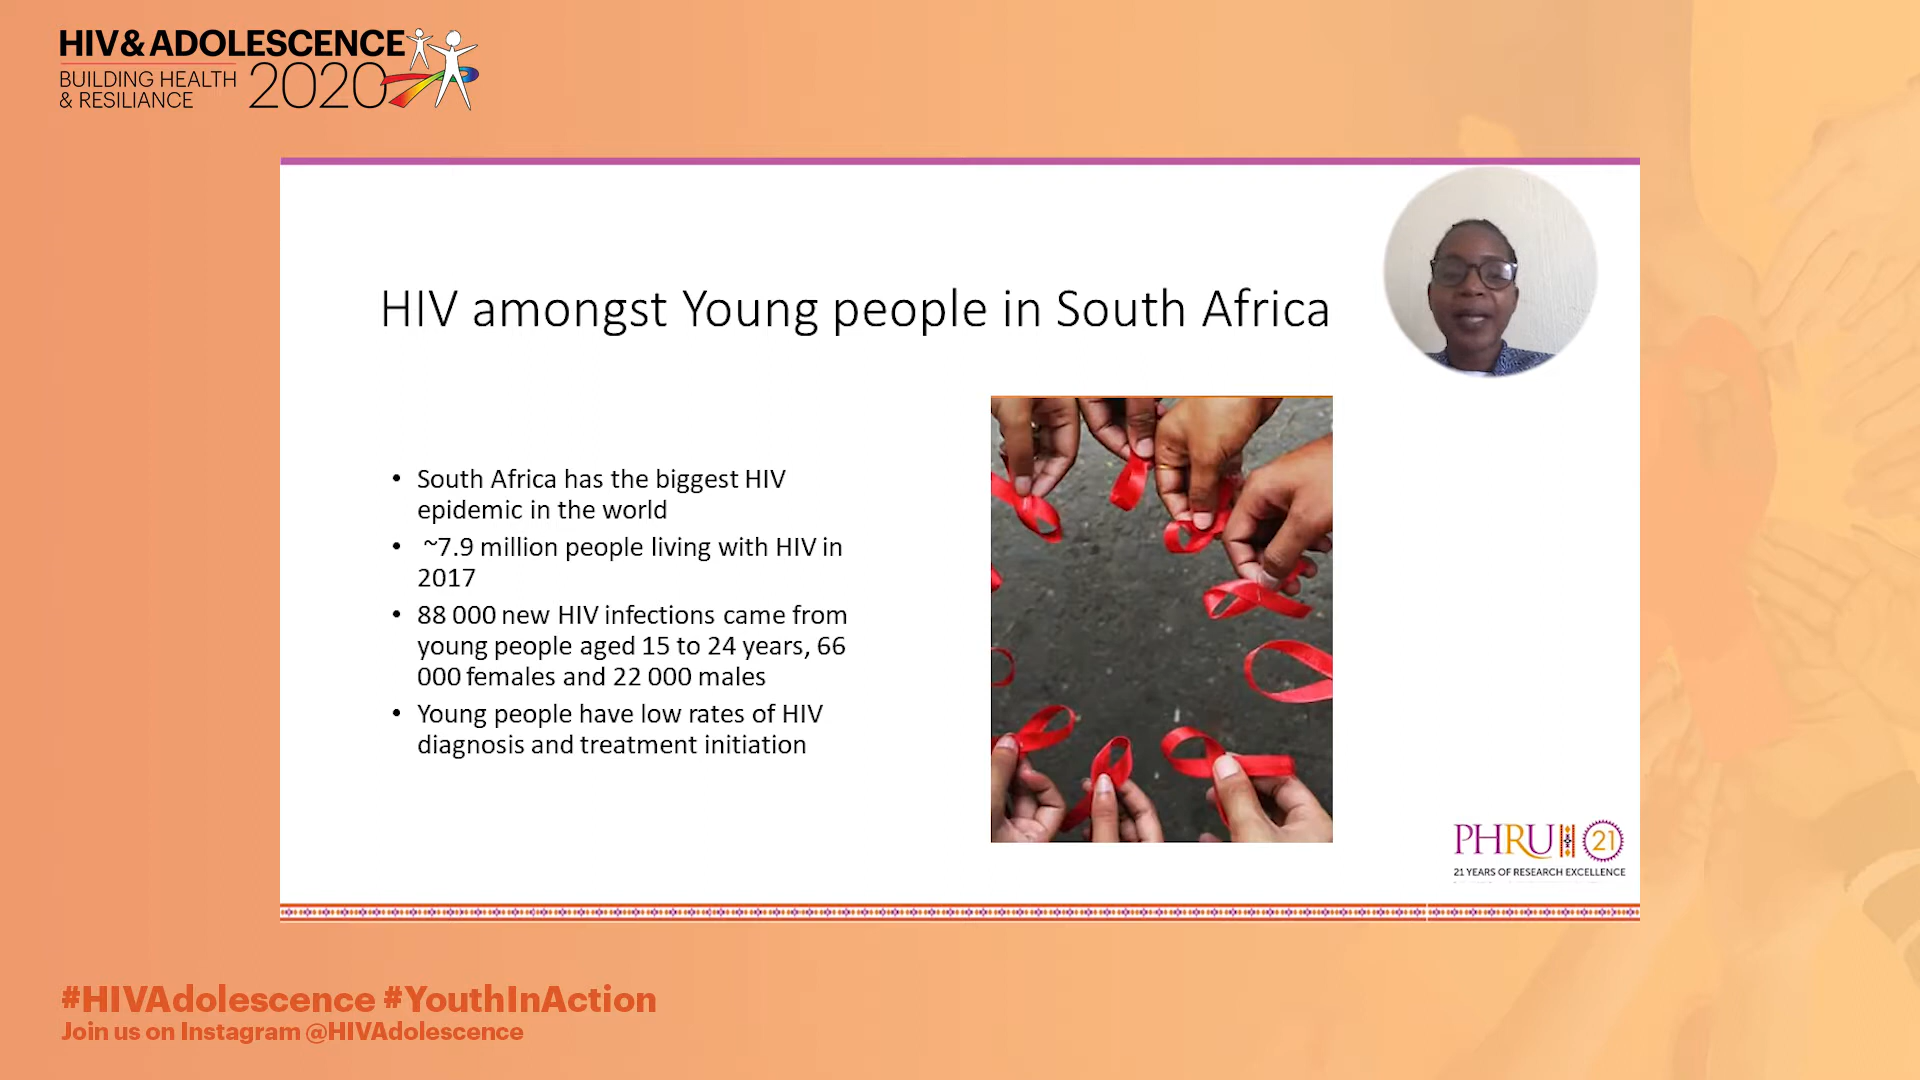 HIV & ADOLESCENCE
BUILDING HEALTH
& RESILIANCE
2020
HIV amongst Young people in South Africa
• South Africa has the biggest HIV
epidemic in the world
• ~7.9 million people living with HIV in
2017
• 88 000 new HIV infections came from
young people aged 15 to 24 years, 66
000 females and 22 000 males
• Young people have low rates of HIV
diagnosis and treatment initiation
PHRU 21
21 YEARS OF RESEARCH EXCELLENCE
#HIVAdolescence #YouthInAction
Join us on Instagram @HIVAdolescence